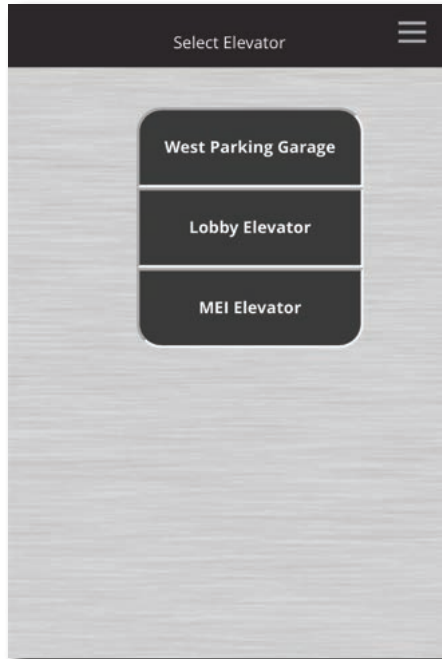 Select Elevator
West Parking Garage
Lobby Elevator
MEI Elevator